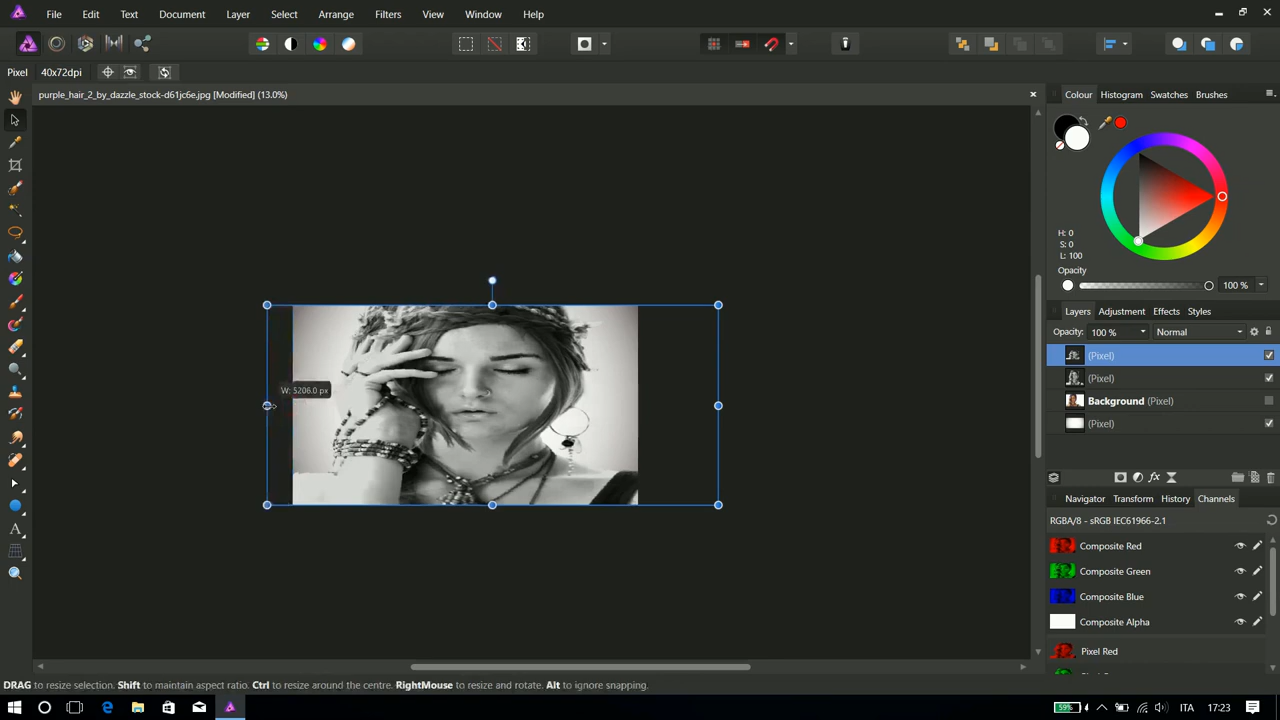 File Edit Text Document Layer Select Arrange Filters View Window Help
Pixel 40x72dpi
purple_hair_2_by_dazzle_stock-d61jc6e.jpg [Modified] (13.0%)
Colour Histogram Swatches Brushes
H: 0
S: 0
L: 100
Opacity
100 %
Layers Adjustment Effects Styles
Opacity: 100 % Normal
(Pixel)
(Pixel)
Background (Pixel)
(Pixel)
W: 5206.0 px
Navigator Transform History Channels
RGBA/8 - sRGB IEC61966-2.1
Composite Red
Composite Green
Composite Blue
Composite Alpha
Pixel Red
DRAG to resize selection. Shift to maintain aspect ratio. Ctrl to resize around the centre. RightMouse to resize and rotate. Alt to ignore snapping.
59% ITA 17:23